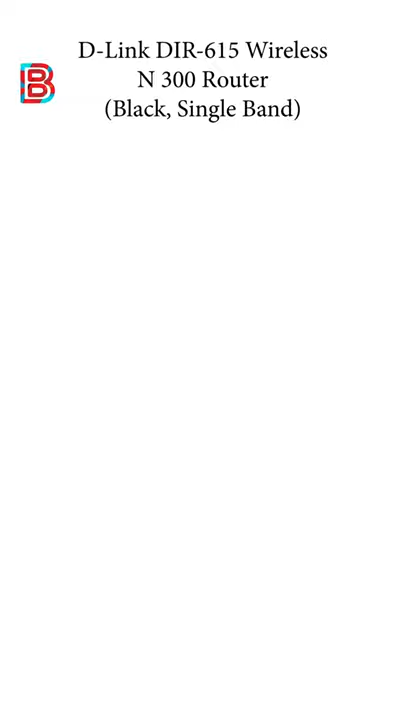 D-Link DIR-615 Wireless
N 300 Router
(Black, Single Band)
B